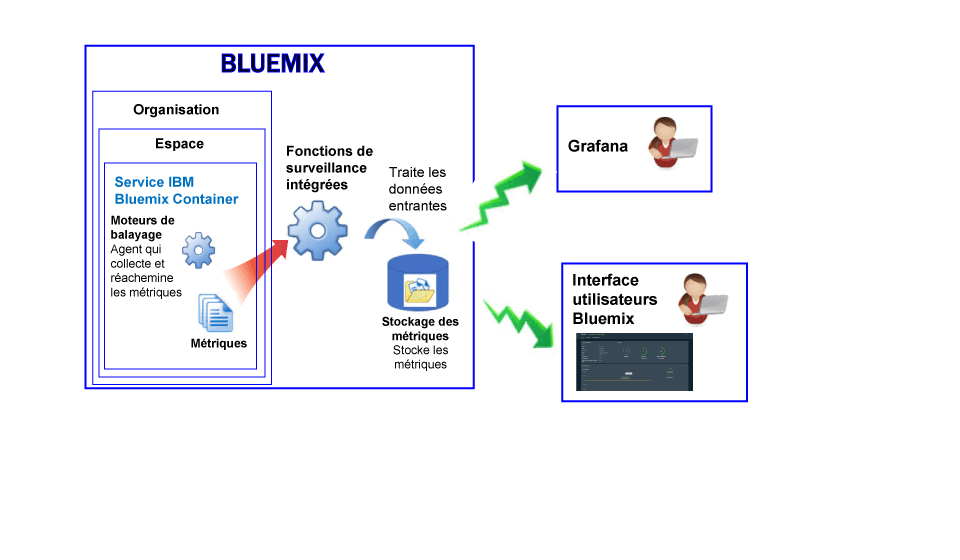 BLUEMIX
Organisation
Espace
Service IBM
Bluemix Container
Moteurs de
balayage
Agent qui
collecte et
réachemine
les métriques
Métriques
Fonctions de
surveillance
intégrées
Traite les
données
entrantes
Stockage des
métriques
Stocke les
métriques
Grafana
Interface
utilisateurs
Bluemix